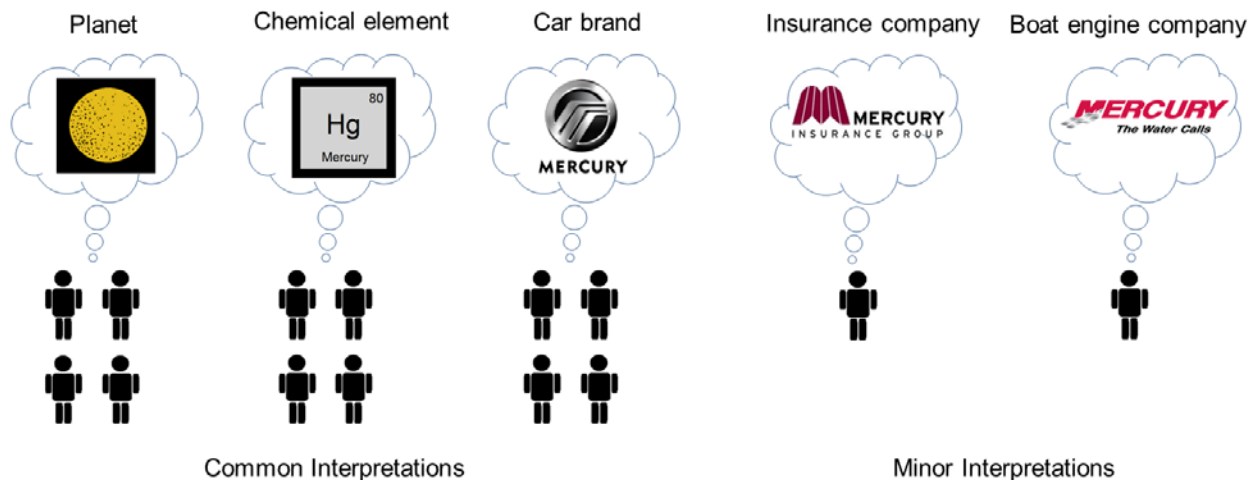 Planet
Chemical element
Car brand
Insurance company
Boat engine company
80
Hg
Mercury
MERCURY
MERCURY
INSURANCE GROUP
MERCURY
The Water Calls
Common Interpretations
Minor Interpretations